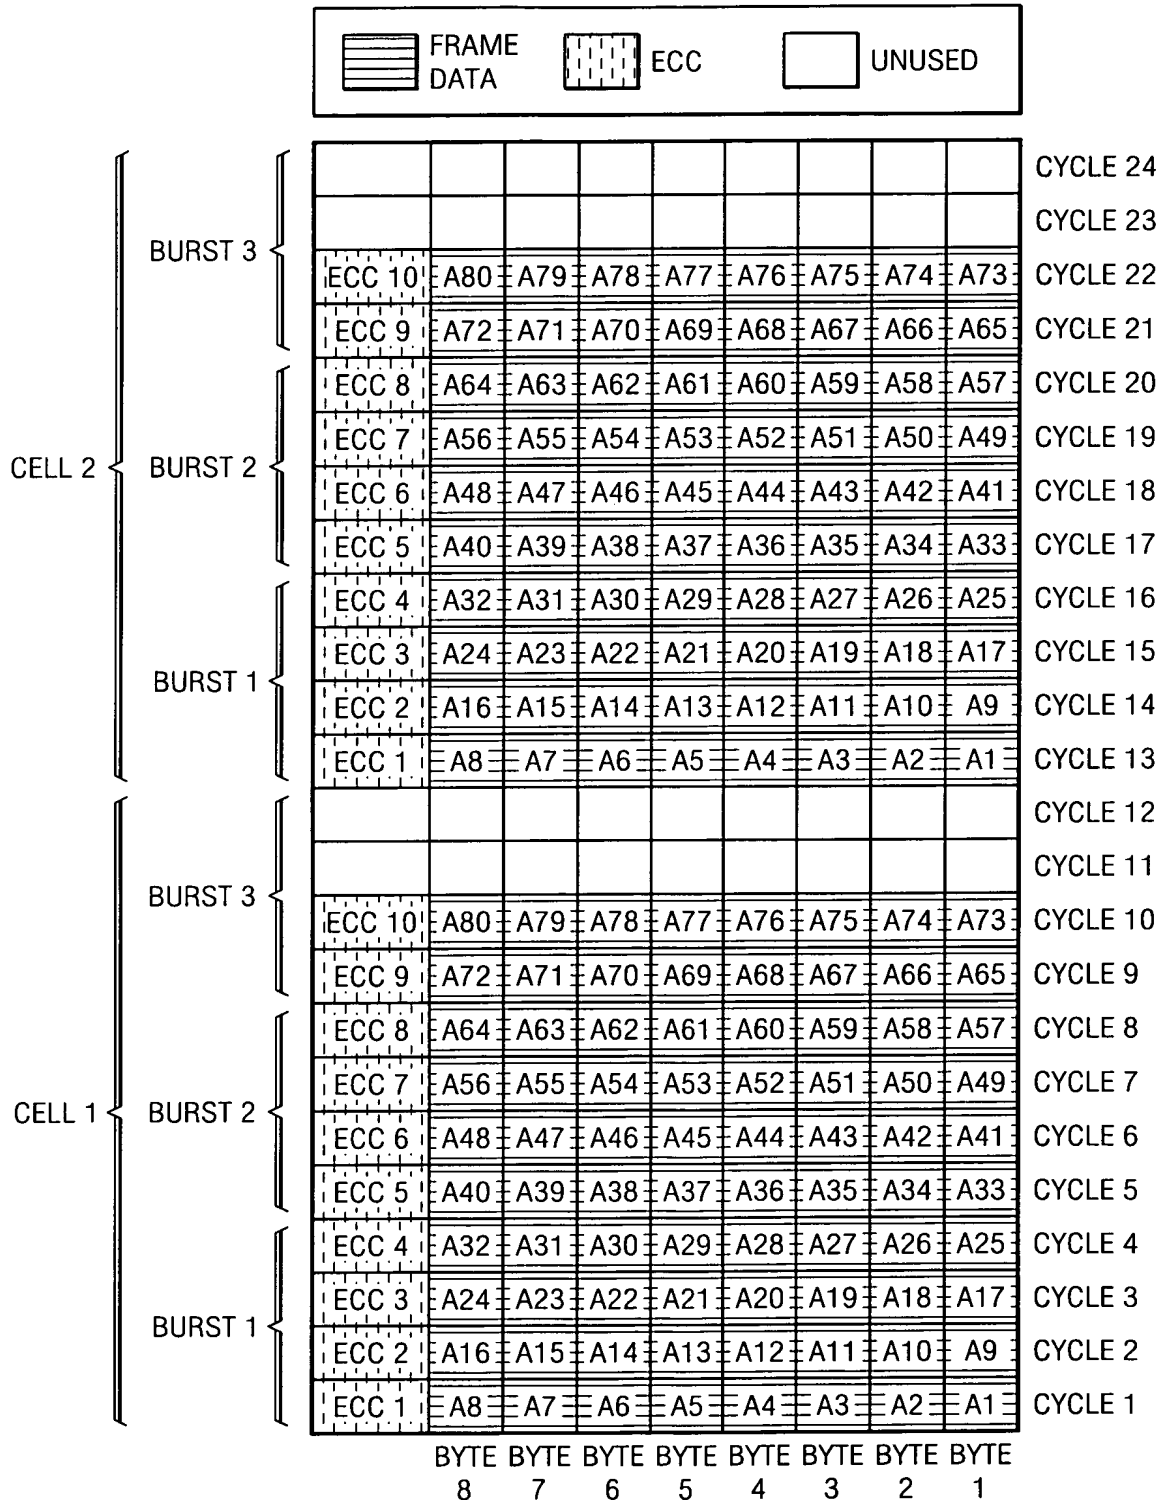 FRAME DATA
ECC
UNUSED
CYCLE 24
CYCLE 23
BURST 3
ECC 10 A80 A79 A78 A77 A76 A75 A74 A73 CYCLE 22
ECC 9 A72 A71 A70 A69 A68 A67 A66 A65 CYCLE 21
ECC 8 A64 A63 A62 A61 A60 A59 A58 A57 CYCLE 20
ECC 7 A56 A55 A54 A53 A52 A51 A50 A49 CYCLE 19
CELL 2 BURST 2
ECC 6 A48 A47 A46 A45 A44 A43 A42 A41 CYCLE 18
ECC 5 A40 A39 A38 A37 A36 A35 A34 A33 CYCLE 17
ECC 4 A32 A31 A30 A29 A28 A27 A26 A25 CYCLE 16
ECC 3 A24 A23 A22 A21 A20 A19 A18 A17 CYCLE 15
BURST 1
ECC 2 A16 A15 A14 A13 A12 A11 A10 A9 CYCLE 14
ECC 1 A8 A7 A6 A5 A4 A3 A2 A1 CYCLE 13
CYCLE 12
CYCLE 11
BURST 3
ECC 10 A80 A79 A78 A77 A76 A75 A74 A73 CYCLE 10
ECC 9 A72 A71 A70 A69 A68 A67 A66 A65 CYCLE 9
ECC 8 A64 A63 A62 A61 A60 A59 A58 A57 CYCLE 8
ECC 7 A56 A55 A54 A53 A52 A51 A50 A49 CYCLE 7
CELL 1 BURST 2
ECC 6 A48 A47 A46 A45 A44 A43 A42 A41 CYCLE 6
ECC 5 A40 A39 A38 A37 A36 A35 A34 A33 CYCLE 5
ECC 4 A32 A31 A30 A29 A28 A27 A26 A25 CYCLE 4
ECC 3 A24 A23 A22 A21 A20 A19 A18 A17 CYCLE 3
BURST 1
ECC 2 A16 A15 A14 A13 A12 A11 A10 A9 CYCLE 2
ECC 1 A8 A7 A6 A5 A4 A3 A2 A1 CYCLE 1
BYTE BYTE BYTE BYTE BYTE BYTE BYTE BYTE
8 7 6 5 4 3 2 1